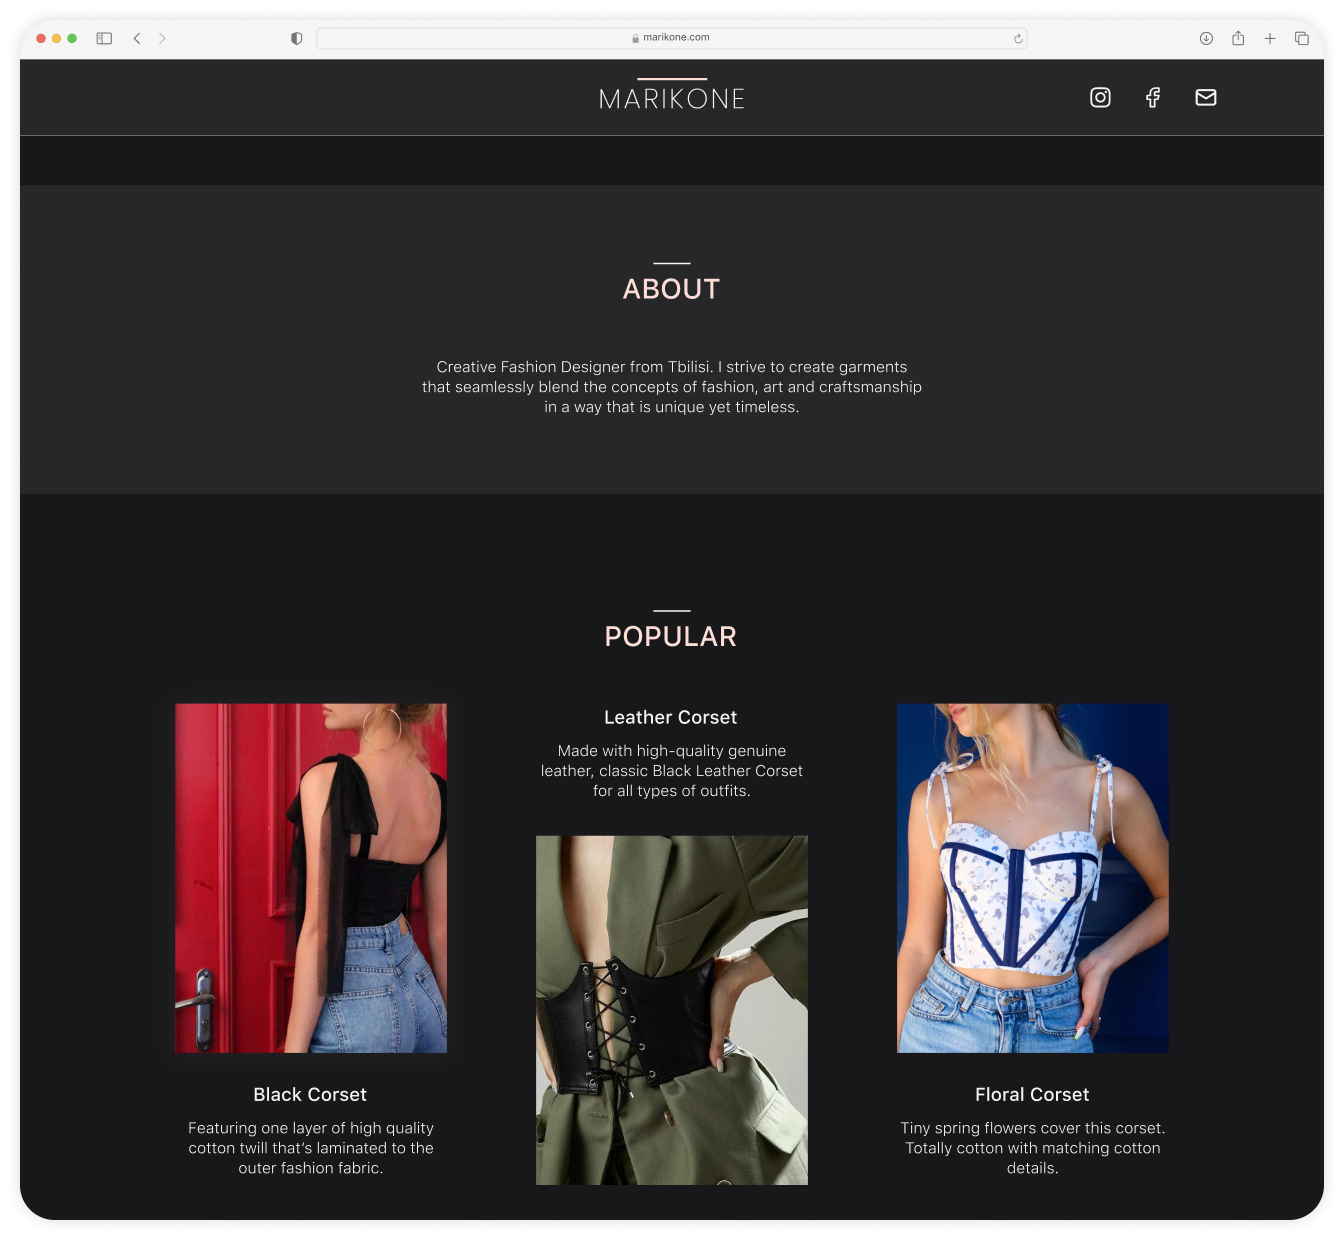 marikone.com
MARIKONE
ABOUT
Creative Fashion Designer from Tbilisi. I strive to create garments
that seamlessly blend the concepts of fashion, art and craftsmanship
in a way that is unique yet timeless.
POPULAR
Black Corset
Featuring one layer of high quality
cotton twill that’s laminated to the
outer fashion fabric.
Leather Corset
Made with high-quality genuine
leather, classic Black Leather Corset
for all types of outfits.
Floral Corset
Tiny spring flowers cover this corset.
Totally cotton with matching cotton
details.